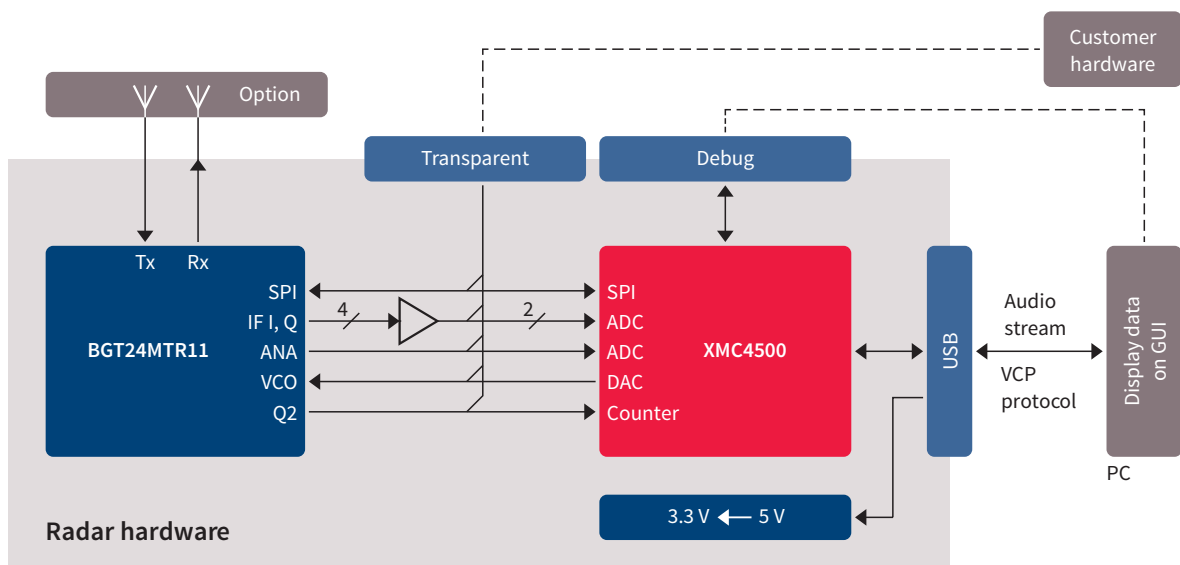 Customer
hardware
Option
Transparent
Debug
Tx Rx
SPI
IF I, Q
ANA
VCO
Q2
BGT24MTR11
4
2
SPI
ADC
ADC
DAC
Counter
XMC4500
USB
Audio
stream
VCP
protocol
Display data
on GUI
PC
3.3 V 5 V
Radar hardware